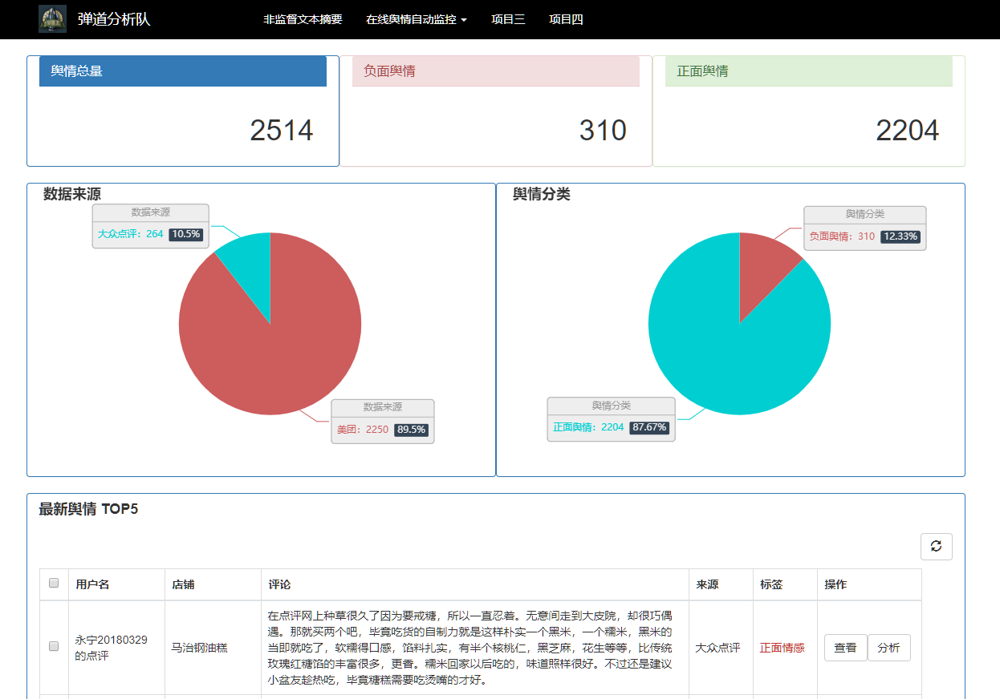 弹道分析队
非监督文本摘要 在线舆情自动监控 项目三 项目四
舆情总量
2514
负面舆情
310
正面舆情
2204
数据来源
数据来源
大众点评：264 10.5%
数据来源
美团：2250 89.5%
舆情分类
舆情分类
负面舆情：310 12.33%
舆情分类
正面舆情：2204 87.67%
最新舆情 TOP5
用户名 店铺 评论 来源 标签 操作
永宁20180329
的点评
马治钢油糕
在点评网上种草很久了因为要戒糖，所以一直忍着。无意间走到大皮院，却很巧偶
遇。那就买两个吧，毕竟吃货的自制力就是这样朴实一个黑米，一个糯米，黑米的
当即就吃了，软糯得口感，馅料扎实，有半个核桃仁，黑芝麻，花生等等，比传统
玫瑰红糖馅的丰富很多，更香。糯米回家以后吃的，味道照样很好。不过还是建议
小盆友趁热吃，毕竟糖糕需要吃烫嘴的才好。
大众点评
正面情感
查看 分析